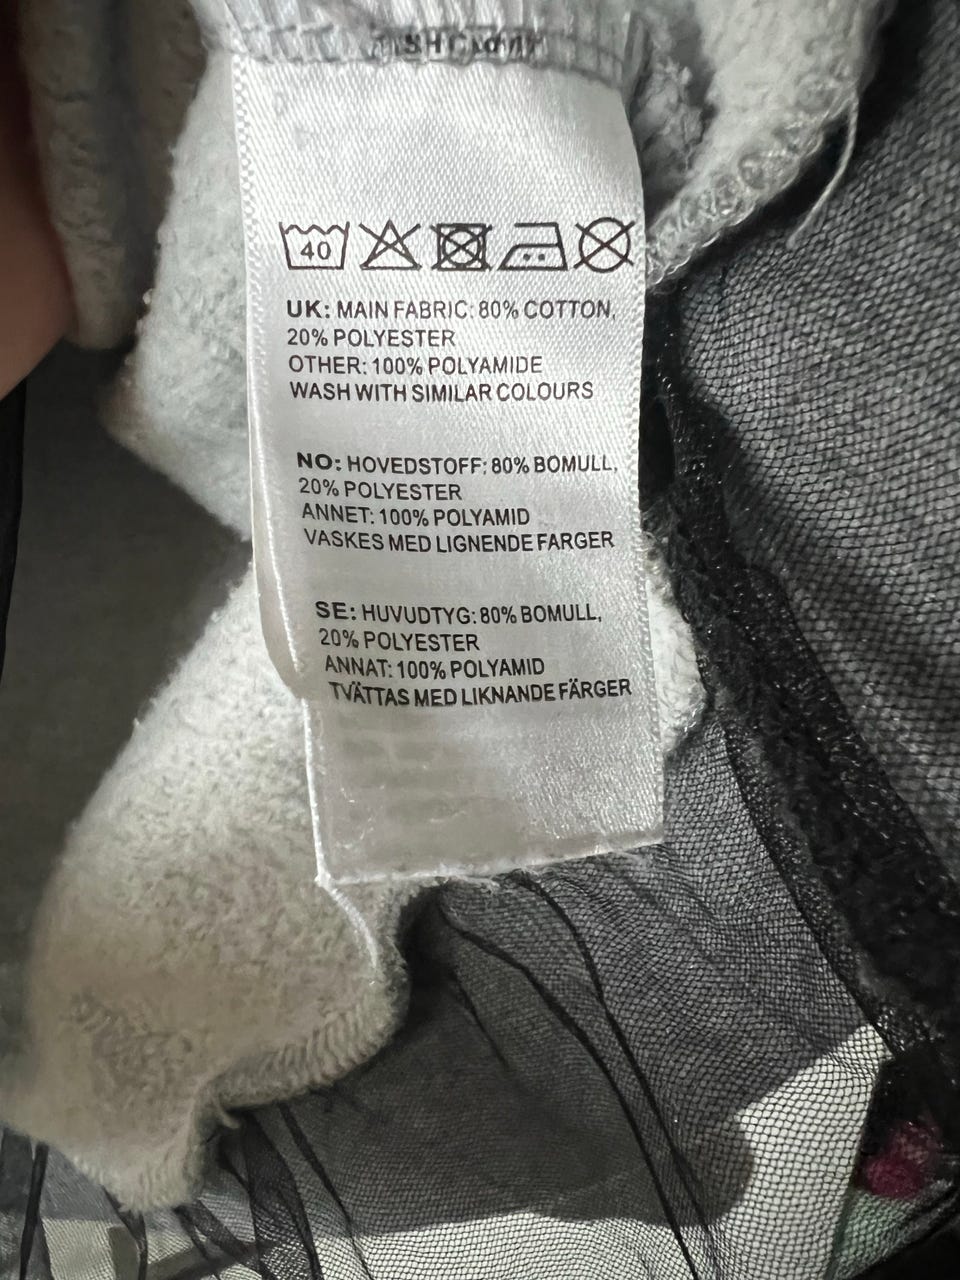 40
UK: MAIN FABRIC: 80% COTTON,
20% POLYESTER
OTHER: 100% POLYAMIDE
WASH WITH SIMILAR COLOURS
NO: HOVEDSTOFF: 80% BOMULL,
20% POLYESTER
ANNET: 100% POLYAMID
VASKES MED LIGNENDE FARGER
SE: HUVUDTYG: 80% BOMULL,
20% POLYESTER
ANNAT: 100% POLYAMID
TVÄTTAS MED LIKNANDE FÄRGER